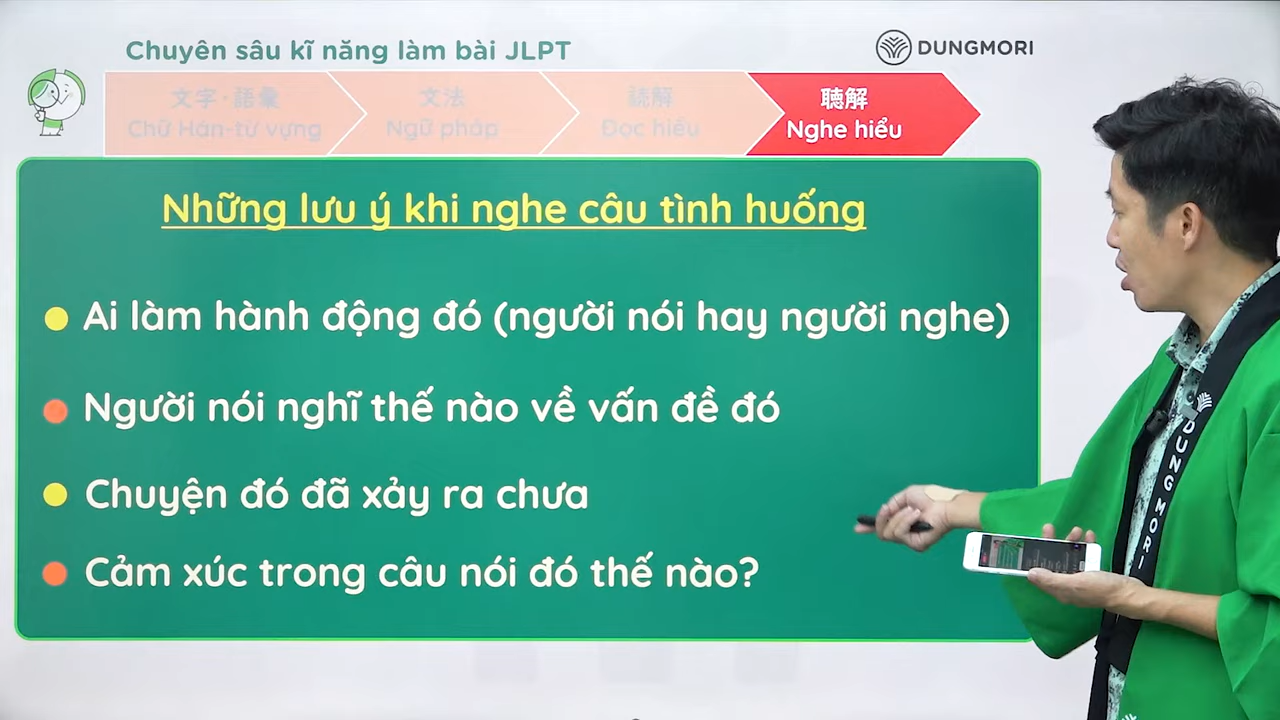 Chuyên sâu kĩ năng làm bài JLPT
DUNGMORI
文字・語彙
Chữ Hán-từ vựng
文法
Ngữ pháp
読解
Đọc hiểu
聴解
Nghe hiểu
Những lưu ý khi nghe câu tình huống
Ai làm hành động đó (người nói hay người nghe)
Người nói nghĩ thế nào về vấn đề đó
Chuyện đó đã xảy ra chưa
Cảm xúc trong câu nói đó thế nào?
DUNG MORI